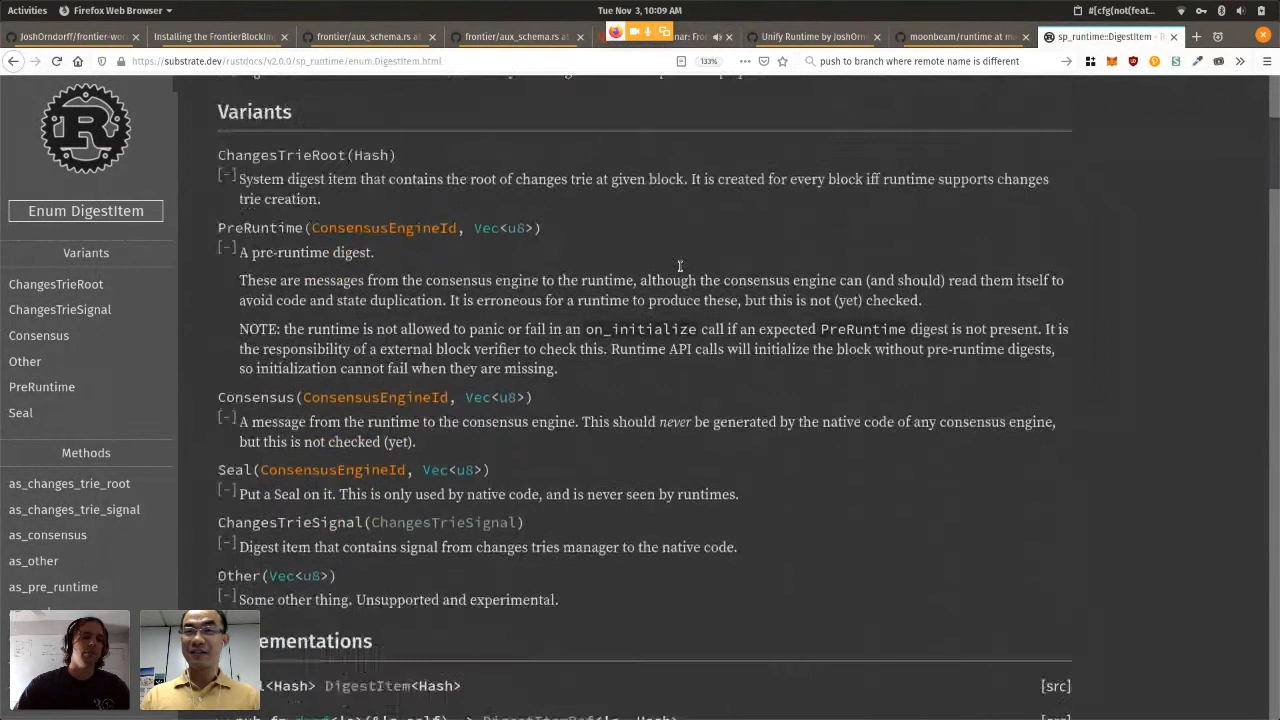 Activities
Firefox Web Browser
Tue Nov 3, 10:09 AM
#[cfg(not(feat…
JoshOrndorff/frontier-wor
Installing the FrontierBlockImp
frontier/aux_schema.rs at
frontier/aux_schema.rs at
nar: Fron
Unify Runtime by JoshOrn
moonbeam/runtime at ma
sp_runtime::DigestItem -
https://substrate.dev/rustdocs/v2.0.0/sp_runtime/enum.DigestItem.html
133%
push to branch where remote name is different
Enum DigestItem
Variants
ChangesTrieRoot
ChangesTrieSignal
Consensus
Other
PreRuntime
Seal
Methods
as_changes_trie_root
as_changes_trie_signal
as_consensus
as_other
as_pre_runtime
Variants
ChangesTrieRoot(Hash)
[-] System digest item that contains the root of changes trie at given block. It is created for every block iff runtime supports changes
trie creation.
PreRuntime(ConsensusEngineId, Vec<u8>)
[-] A pre-runtime digest.
These are messages from the consensus engine to the runtime, although the consensus engine can (and should) read them itself to
avoid code and state duplication. It is erroneous for a runtime to produce these, but this is not (yet) checked.
NOTE: the runtime is not allowed to panic or fail in an on_initialize call if an expected PreRuntime digest is not present. It is
the responsibility of a external block verifier to check this. Runtime API calls will initialize the block without pre-runtime digests,
so initialization cannot fail when they are missing.
Consensus(ConsensusEngineId, Vec<u8>)
[-] A message from the runtime to the consensus engine. This should never be generated by the native code of any consensus engine,
but this is not checked (yet).
Seal(ConsensusEngineId, Vec<u8>)
[-] Put a Seal on it. This is only used by native code, and is never seen by runtimes.
ChangesTrieSignal(ChangesTrieSignal)
[-] Digest item that contains signal from changes tries manager to the native code.
Other(Vec<u8>)
[-] Some other thing. Unsupported and experimental.
ementations
<Hash> DigestItem<Hash>
[src]